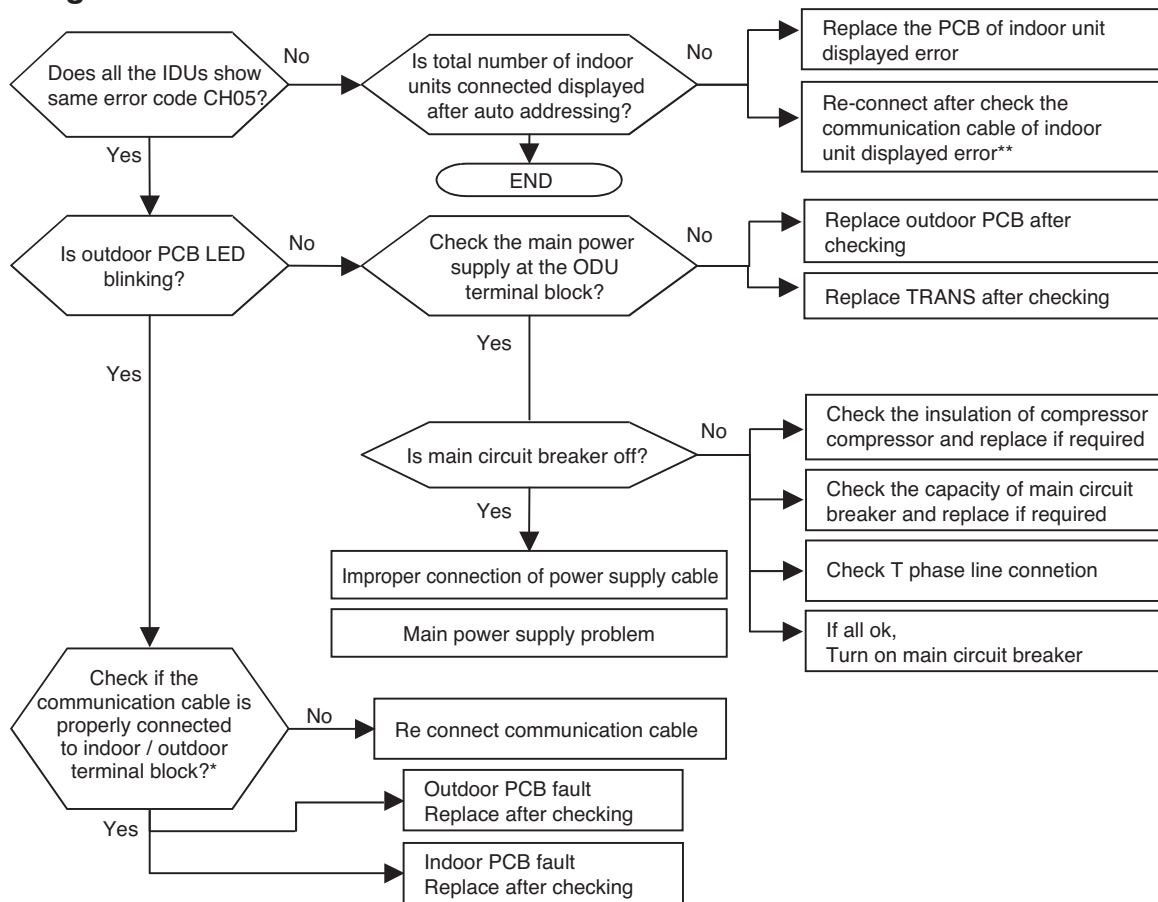 No
Does all the IDUs show
same error code CH05?
Is total number of indoor
units connected displayed
after auto addressing?
No
Replace the PCB of indoor unit
displayed error
Re-connect after check the
communication cable of indoor
unit displayed error**
Yes
END
Is outdoor PCB LED
blinking?
No
Check the main power
supply at the ODU
terminal block?
No
Replace outdoor PCB after
checking
Replace TRANS after checking
Yes
Yes
Is main circuit breaker off?
No
Check the insulation of compressor
compressor and replace if required
Check the capacity of main circuit
breaker and replace if required
Check T phase line connetion
If all ok,
Turn on main circuit breaker
Yes
Improper connection of power supply cable
Main power supply problem
Check if the
communication cable is
properly connected
to indoor / outdoor
terminal block?*
No
Re connect communication cable
Yes
Outdoor PCB fault
Replace after checking
Indoor PCB fault
Replace after checking